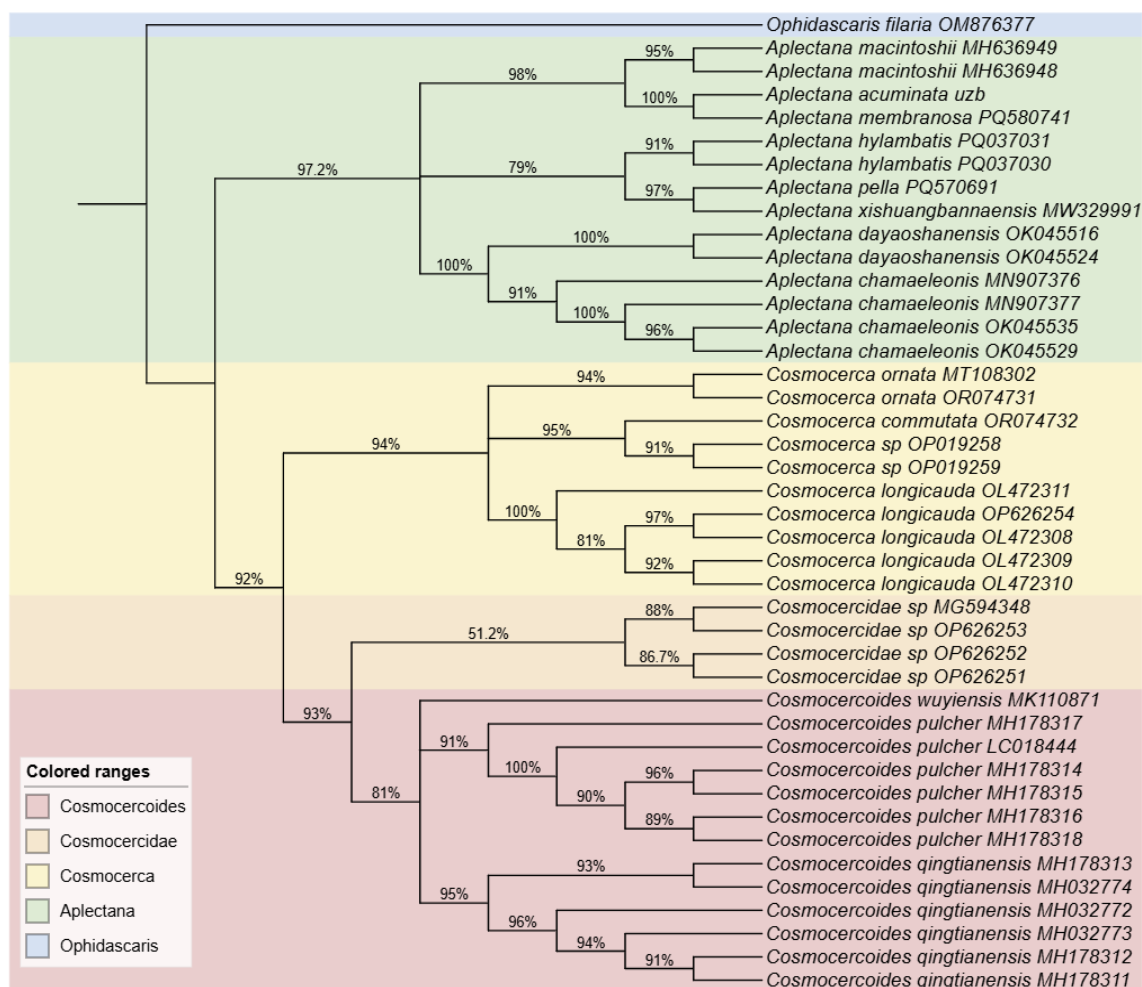 Ophidascaris filaria OM876377
95%
Aplectana macintoshii MH636949
98%
Aplectana macintoshii MH636948
100%
Aplectana acuminata uzb
Aplectana membranosa PQ580741
91%
Aplectana hylambatis PQ037031
97.2%
79%
Aplectana hylambatis PQ037030
97%
Aplectana pella PQ570691
Aplectana xishuangbannaensis MW329991
100%
Aplectana dayaoshanensis OK045516
100%
Aplectana dayaoshanensis OK045524
91%
Aplectana chamaeleonis MN907376
100%
Aplectana chamaeleonis MN907377
96%
Aplectana chamaeleonis OK045535
Aplectana chamaeleonis OK045529
94%
Cosmocerca ornata MT108302
Cosmocerca ornata OR074731
95%
Cosmocerca commutata OR074732
94%
91%
Cosmocerca sp OP019258
Cosmocerca sp OP019259
100%
Cosmocerca longicauda OL472311
97%
Cosmocerca longicauda OP626254
81%
Cosmocerca longicauda OL472308
92%
Cosmocerca longicauda OL472309
92%
Cosmocerca longicauda OL472310
88%
Cosmocercidae sp MG594348
51.2%
Cosmocercidae sp OP626253
86.7%
Cosmocercidae sp OP626252
Cosmocercidae sp OP626251
93%
Cosmocercoides wuyiensis MK110871
91%
Cosmocercoides pulcher MH178317
100%
Cosmocercoides pulcher LC018444
96%
Cosmocercoides pulcher MH178314
81%
90%
Cosmocercoides pulcher MH178315
89%
Cosmocercoides pulcher MH178316
Cosmocercoides pulcher MH178318
93%
Cosmocercoides qingtianensis MH178313
95%
Cosmocercoides qingtianensis MH032774
96%
Cosmocercoides qingtianensis MH032772
94%
Cosmocercoides qingtianensis MH032773
91%
Cosmocercoides qingtianensis MH178312
Cosmocercoides qingtianensis MH178311
Colored ranges
Cosmocercoides
Cosmocercidae
Cosmocerca
Aplectana
Ophidascaris